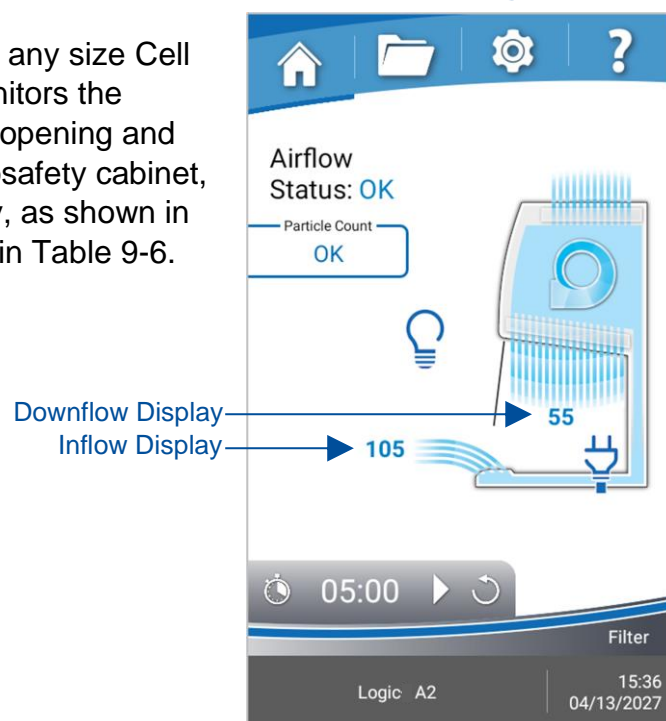 any size Cell
nitors the
opening and
safety cabinet,
, as shown in
in Table 9-6.
?
Airflow
Status: OK
Particle Count
OK
Downflow Display
55
Inflow Display
105
05:00
Filter
Logic A2
15:36
04/13/2027